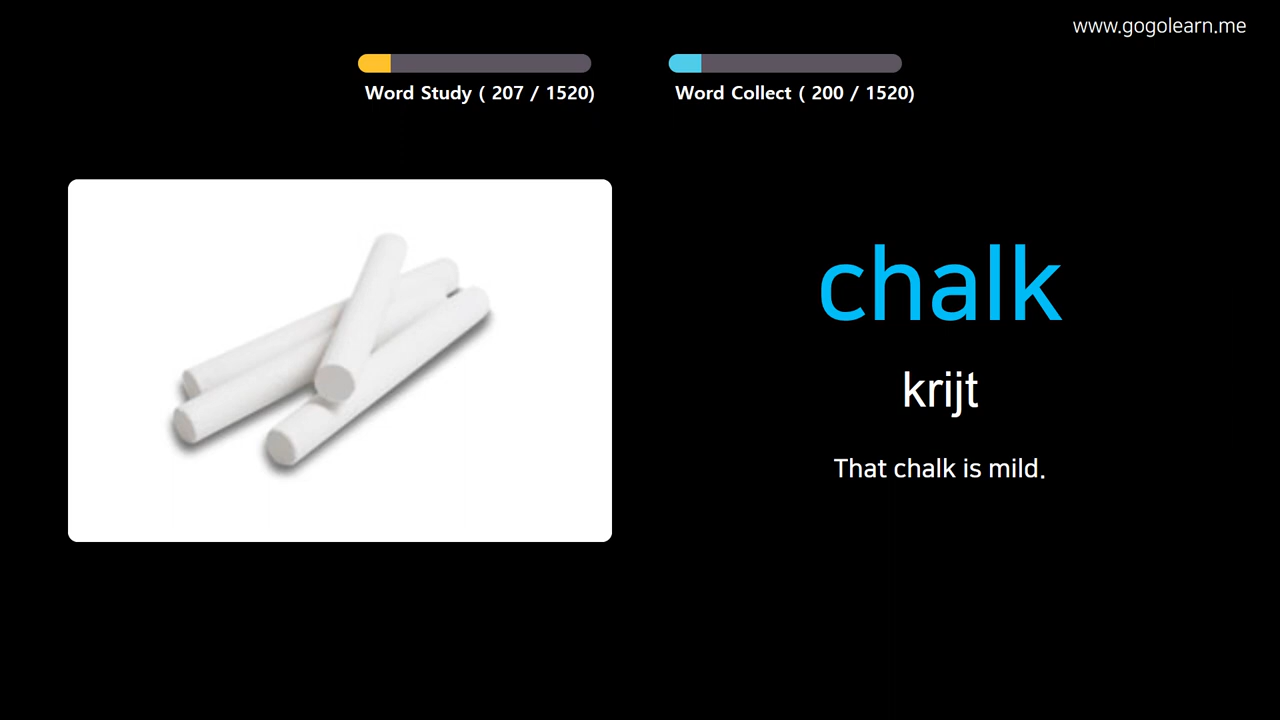 www.gogolearn.me
Word Study ( 207 / 1520)
Word Collect ( 200 / 1520)
chalk
krijt
That chalk is mild.